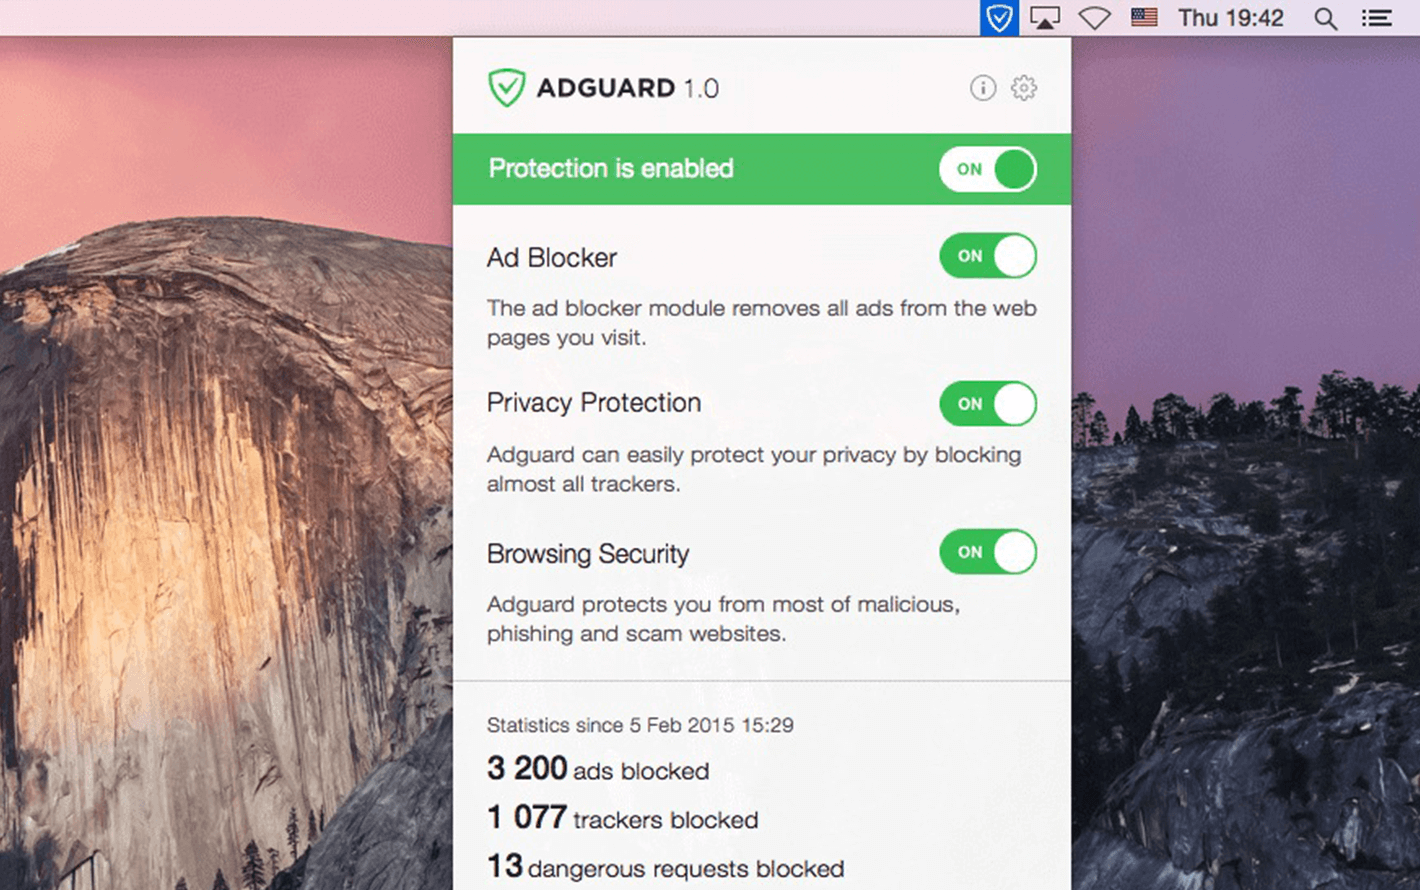 Thu 19:42
ADGUARD 1.0
Protection is enabled
ON
Ad Blocker
ON
The ad blocker module removes all ads from the web
pages you visit.
Privacy Protection
ON
Adguard can easily protect your privacy by blocking
almost all trackers.
Browsing Security
ON
Adguard protects you from most of malicious,
phishing and scam websites.
Statistics since 5 Feb 2015 15:29
3 200 ads blocked
1 077 trackers blocked
13 dangerous requests blocked